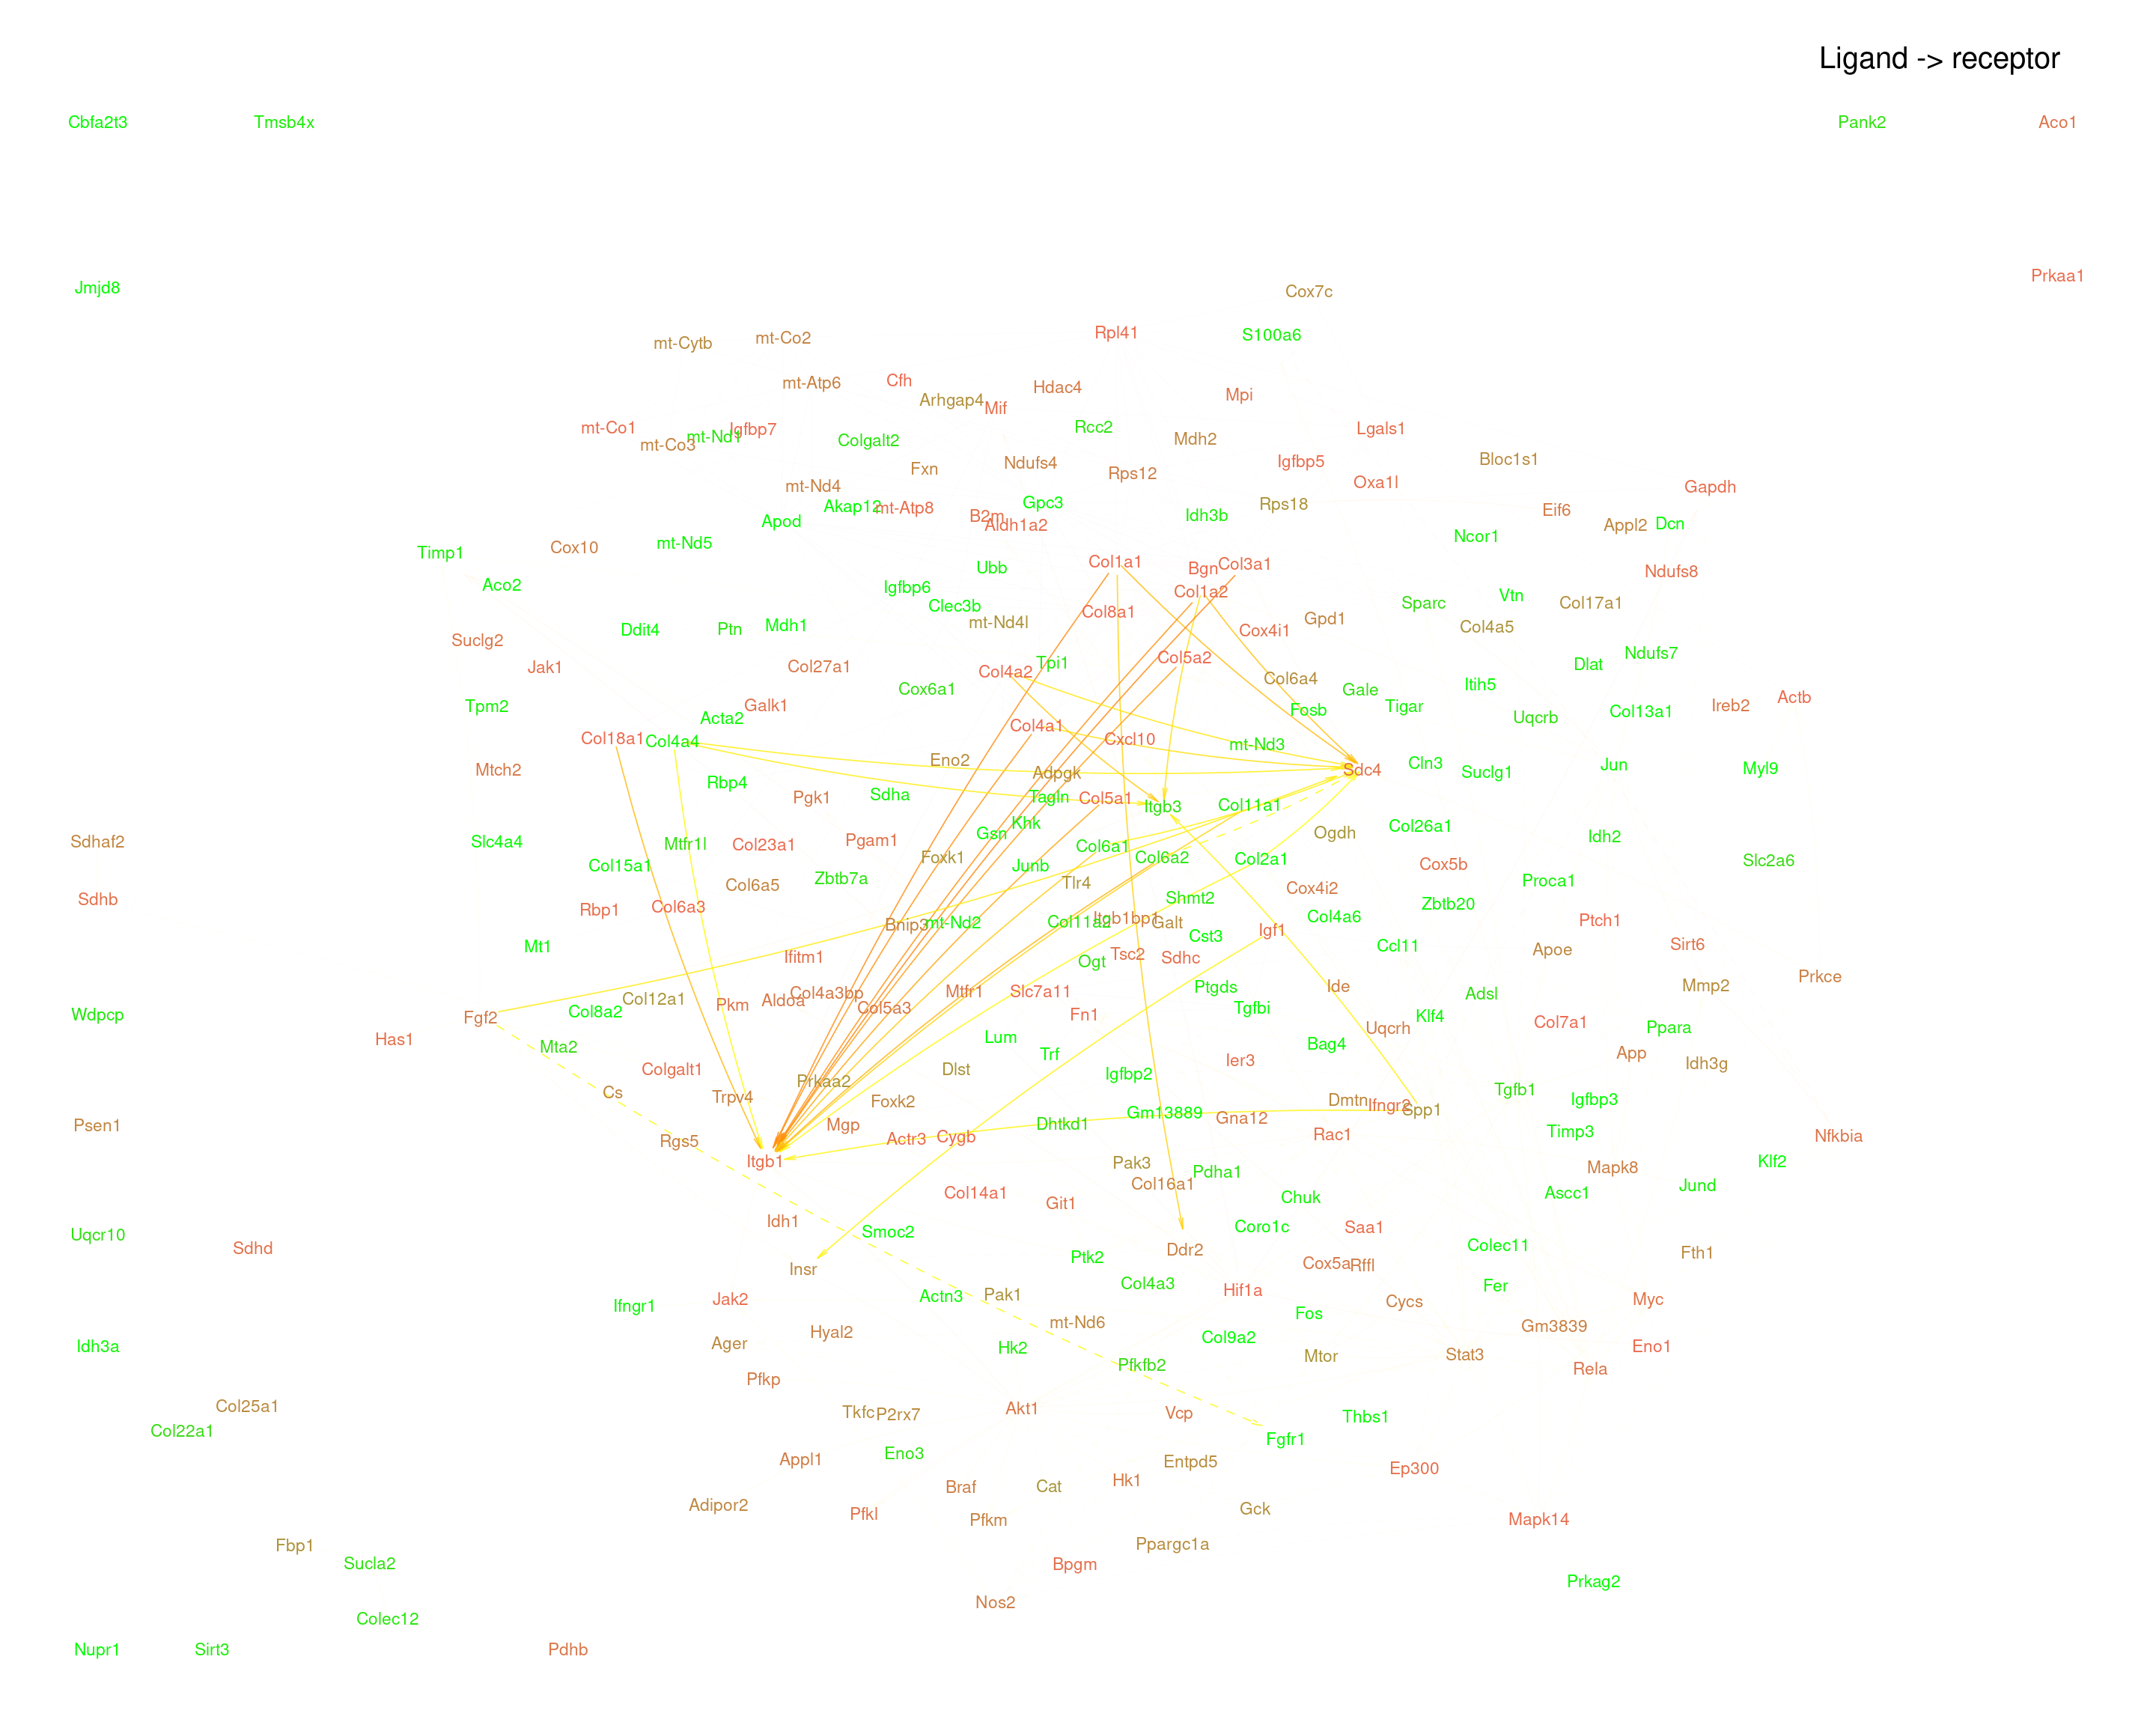 Ligand -> receptor
Cbfa2t3 Tmsb4x Pank2 Aco1
Prkaa1
Jmjd8 Cox7c
mt-Cytb mt-Co2 Rpl41 S100a6
mt-Atp6 Cfh Hdac4 Mpi
Arhgap4 Mif
mt-Co1 mt-Nd1 Igfbp7 Rcc2 Lgals1
mt-Co3 Colgalt2 Mdh2
Fxn Ndufs4 Rps12 Igfbp5 Bloc1s1
mt-Nd4 Oxa1l Gapdh
Akap12 mt-Atp8 Gpc3 Rps18 Eif6
Apod B2m Aldh1a2 Idh3b Appl2 Dcn
Timp1 Cox10 mt-Nd5 Ncor1
Aco2 Ubb Col1a1 Bgn Col3a1 Ndufs8
Igfbp6 Clec3b Col1a2 Sparc Vtn Col17a1
Ddit4 Ptn Mdh1 mt-Nd4l Col8a1 Cox4i1 Gpd1 Col4a5
Suclg2 Jak1 Col27a1 Col4a2 Tpi1 Col5a2 Dlat Ndufs7
Tpm2 Acta2 Galk1 Cox6a1 Col6a4 Gale Itih5 Ireb2 Actb
Fosb Tigar Uqcrb Col13a1
Col18a1 Col4a4 Col4a1 Cxcl10 mt-Nd3
Mtch2 Eno2 Adpgk Sdc4 Cln3 Suclg1 Jun Myl9
Rbp4 Pgk1 Sdha Tagln Col5a1 Itgb3 Col11a1
Sdhaf2 Slc4a4 Mtfr1l Col23a1 Pgam1 Gsn Khk Ogdh Col26a1 Idh2
Col15a1 Foxk1 Junb Col6a1 Col6a2 Col2a1 Cox5b Slc2a6
Sdhb Col6a5 Zbtb7a Tlr4 Shmt2 Cox4i2 Proca1
Rbp1 Col6a3 Bnip3 mt-Nd2 Col11a2 Itgb1bp1 Galt Col4a6 Zbtb20 Ptch1
Mt1 Ifitm1 Ogt Tsc2 Sdhc Cst3 Igf1 Ccl11 Apoe Sirt6
Wdpcp Fgf2 Col8a2 Col12a1 Pkm Aldoa Col4a3bp Col5a3 Mtfr1 Slc7a11 Ptgds Ide Adsl Mmp2 Prkce
Has1 Mta2 Lum Fn1 Tgfbi Uqcrh Klf4 Col7a1 Ppara
Colgalt1 Prkaa2 Dlst Trf Igfbp2 Ier3 Bag4 App Idh3g
Psen1 Cs Trpv4 Foxk2 Gm13889 Gna12 Dmtn Ifngr2 Spp1 Tgfb1 Igfbp3
Rgs5 Mgp Actr3 Cygb Dhtkd1 Rac1 Timp3 Nfkbia
Itgb1 Pak3 Col16a1 Pdha1 Mapk8 Klf2
Uqcr10 Sdhd Idh1 Col14a1 Git1 Chuk Ascc1 Jund
Smoc2 Coro1c Saa1
Insr Ptk2 Ddr2 Cox5a Rffl Colec11 Fth1
Ifngr1 Jak2 Actn3 Pak1 Col4a3 Hif1a Cycs Fer Myc
Idh3a Ager Hyal2 Hk2 mt-Nd6 Col9a2 Fos Gm3839 Eno1
Pfkp Pfkfb2 Mtor Stat3 Rela
Col22a1 Col25a1 Tkfc P2rx7 Akt1 Vcp Thbs1
Appl1 Eno3 Fgfr1
Entpd5 Ep300
Adipor2 Pfkl Braf Cat Hk1 Gck
Pfkm Mapk14
Fbp1 Sucla2 Bpgm Ppargc1a Prkag2
Colec12 Nos2
Nupr1 Sirt3 Pdhb